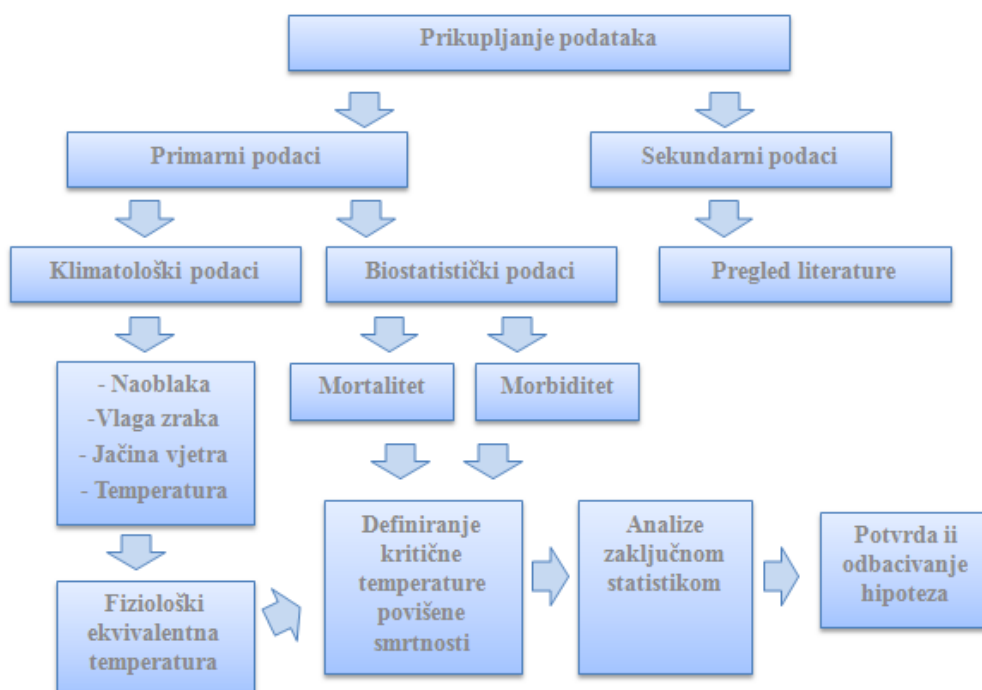 Prikupljanje podataka
Primarni podaci
Sekundarni podaci
Klimatološki podaci
Biostatistički podaci
Pregled literature
- Naoblaka
-Vlaga zraka
- Jačina vjetra
- Temperatura
Mortalitet
Morbiditet
Fiziološki
ekvivalentna
temperatura
Definiranje
kritične
temperature
povišene
smrtnosti
Analize
zaključnom
statistikom
Potvrda ii
odbacivanje
hipoteza